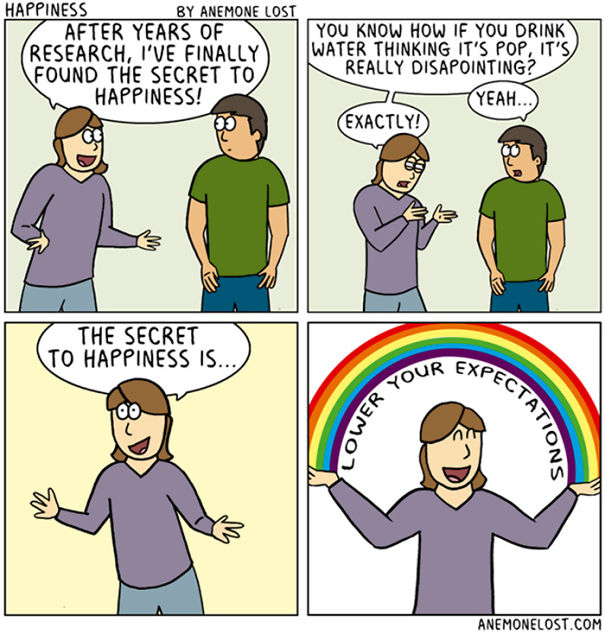 HAPPINESS
BY ANEMONE LOST
AFTER YEARS OF
RESEARCH, I'VE FINALLY
FOUND THE SECRET TO
HAPPINESS!
YOU KNOW HOW IF YOU DRINK
WATER THINKING IT'S POP, IT'S
REALLY DISAPOINTING?
YEAH...
EXACTLY!
THE SECRET
TO HAPPINESS IS...
LOWER YOUR EXPECTATIONS
ANEMONELOST.COM